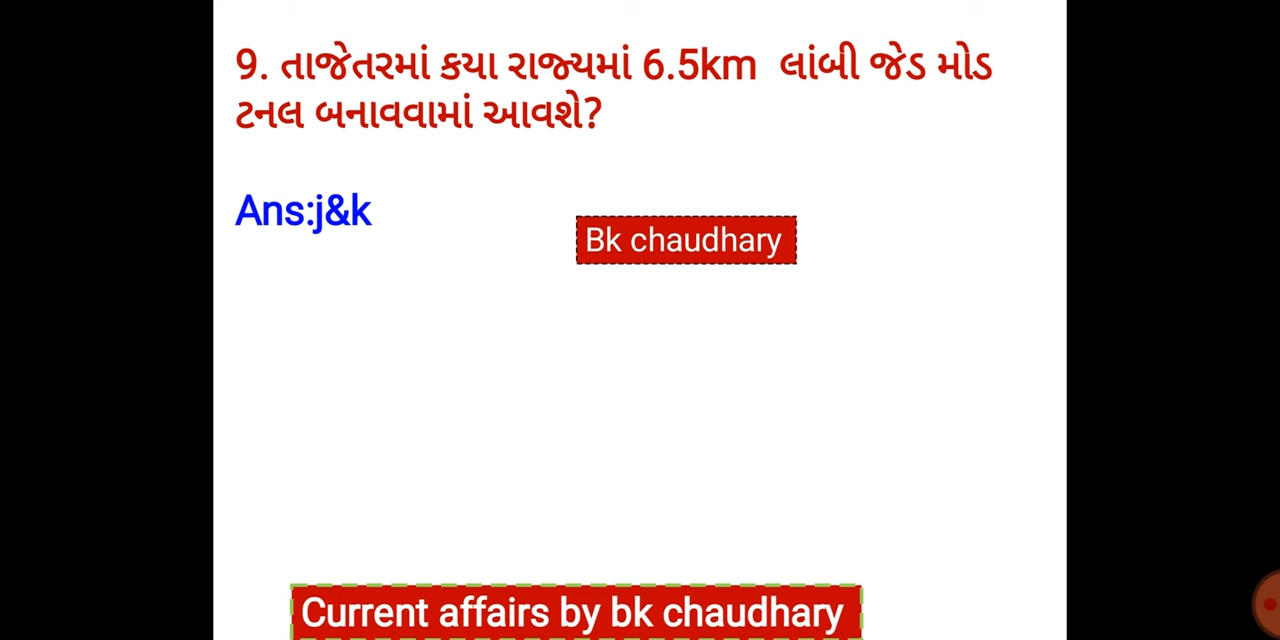 9. તાજેતરમાં કયા રાજ્યમાં 6.5km લાંબી જેડ મોડ
ટનલ બનાવવામાં આવશે?
Ans:j&k
Bk chaudhary
Current affairs by bk chaudhary